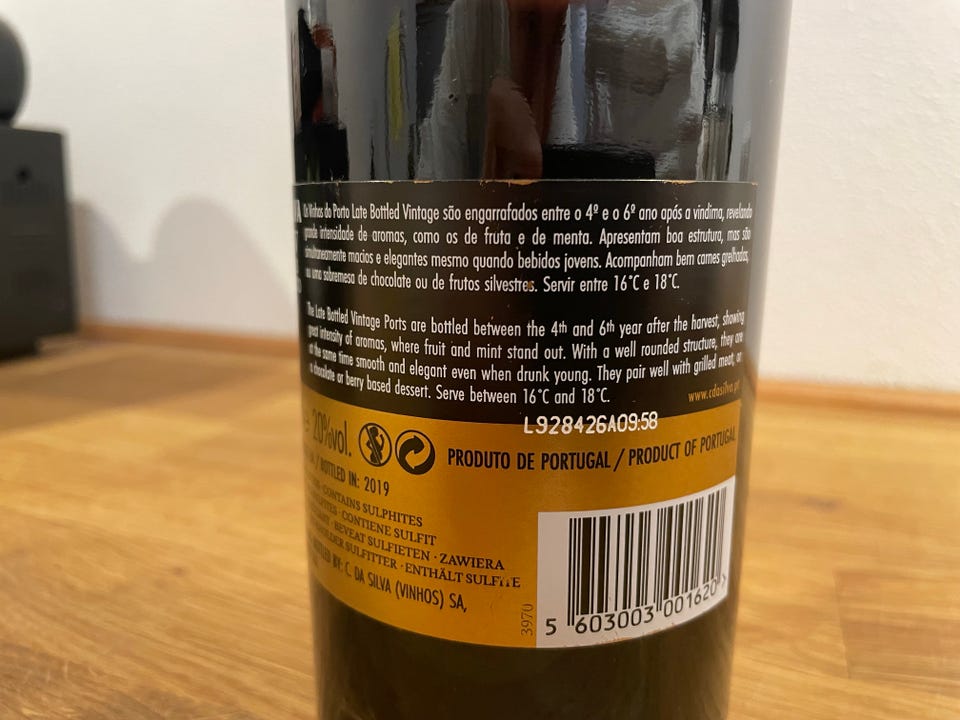 Os Vinhos do Porto Late Bottled Vintage são engarrafados entre o 4º e o 6º ano após a vindima, revelando
grande intensidade de aromas, como os de fruta e de menta. Apresentam boa estrutura, mas são
simultaneamente macios e elegantes mesmo quando bebidos jovens. Acompanham bem carnes grelhadas,
ou uma sobremesa de chocolate ou de frutos silvestres. Servir entre 16°C e 18°C.
The Late Bottled Vintage Ports are bottled between the 4th and 6th year after the harvest, showing
great intensity of aromas, where fruit and mint stand out. With a well rounded structure, they are
at the same time smooth and elegant even when drunk young. They pair well with grilled meat, or
a chocolate or berry based dessert. Serve between 16°C and 18°C.
www.cdasilva.pt
L928426A09:58
20%vol.
PRODUTO DE PORTUGAL / PRODUCT OF PORTUGAL
/ BOTTLED IN: 2019
· CONTAINS SULPHITES
· CONTIENE SULFIT
· BEVAT SULFIETEN · ZAWIERA
SULFITTER · ENTHÄLT SULFITE
BY: C. DA SILVA (VINHOS) SA,
3970
5 603003 001620 >